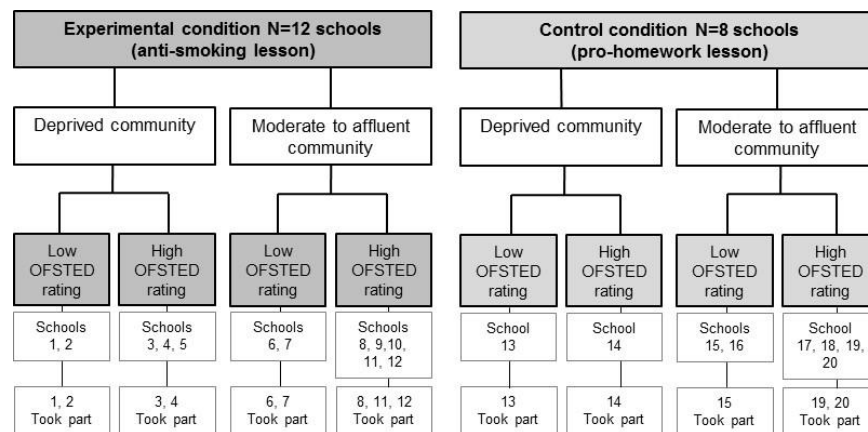 Experimental condition N=12 schools
(anti-smoking lesson)
Control condition N=8 schools
(pro-homework lesson)
Deprived community
Moderate to affluent
community
Deprived community
Moderate to affluent
community
Low
OFSTED
rating
High
OFSTED
rating
Low
OFSTED
rating
High
OFSTED
rating
Low
OFSTED
rating
High
OFSTED
rating
Low
OFSTED
rating
High
OFSTED
rating
Schools
1, 2
Schools
3, 4, 5
Schools
6, 7
Schools
8, 9,10,
11, 12
School
13
School
14
Schools
15, 16
Schools
17, 18, 19,
20
1, 2
Took part
3, 4
Took part
6, 7
Took part
8, 11, 12
Took part
13
Took part
14
Took part
15
Took part
19, 20
Took part